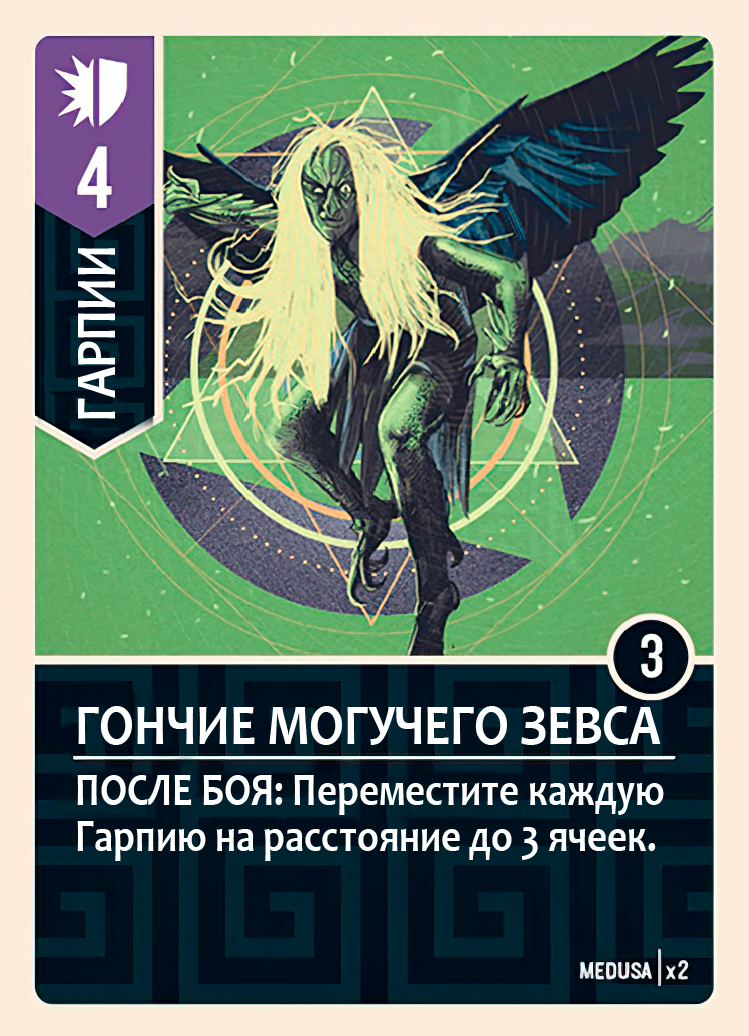 4
ГАРПИИ
3
ГОНЧИЕ МОГУЧЕГО ЗЕВСА
ПОСЛЕ БОЯ: Переместите каждую
Гарпию на расстояние до 3 ячеек.
MEDUSA | x2